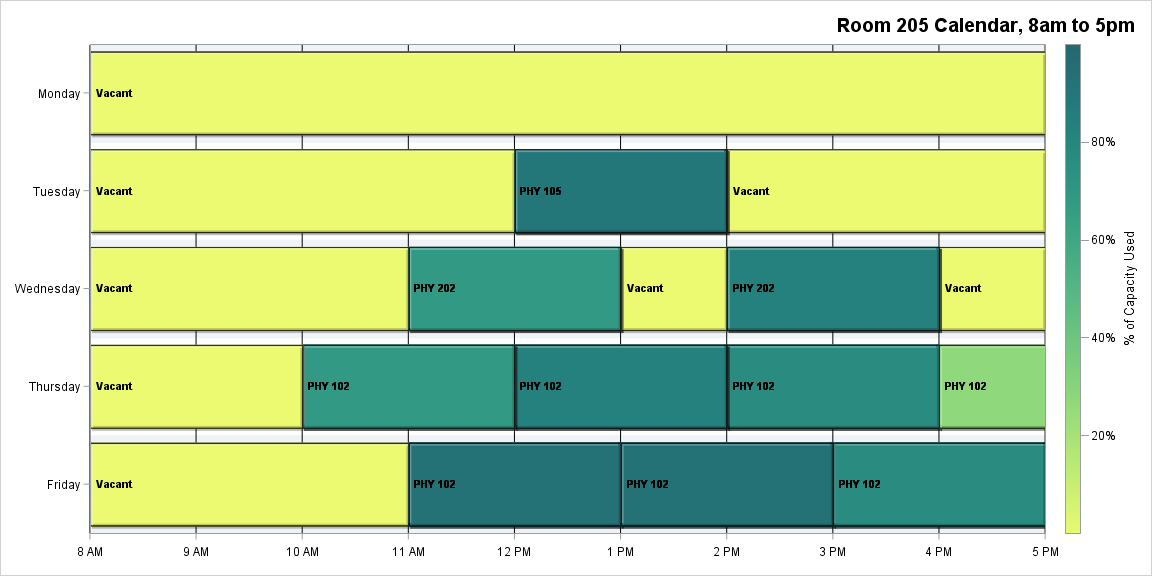 Room 205 Calendar, 8am to 5pm
Monday
Vacant
Tuesday
Vacant
PHY 105
Vacant
Wednesday
Vacant
PHY 202
Vacant
PHY 202
Vacant
Thursday
Vacant
PHY 102
PHY 102
PHY 102
PHY 102
Friday
Vacant
PHY 102
PHY 102
PHY 102
8 AM
9 AM
10 AM
11 AM
12 PM
1 PM
2 PM
3 PM
4 PM
5 PM
80%
60%
40%
20%
% of Capacity Used